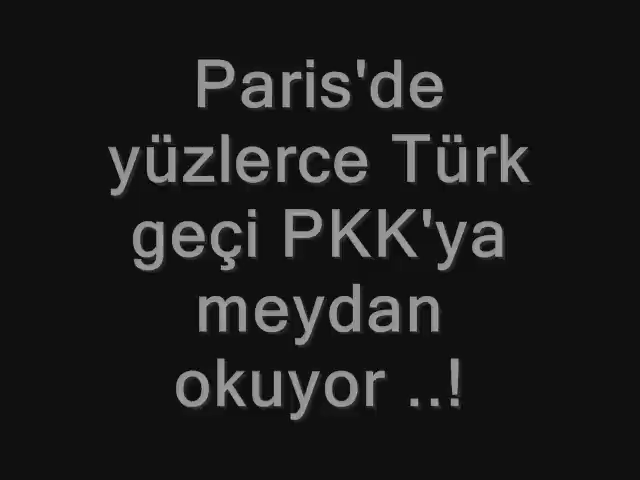 Paris'de
yüzlerce Türk
geçi PKK'ya
meydan
okuyor ..!